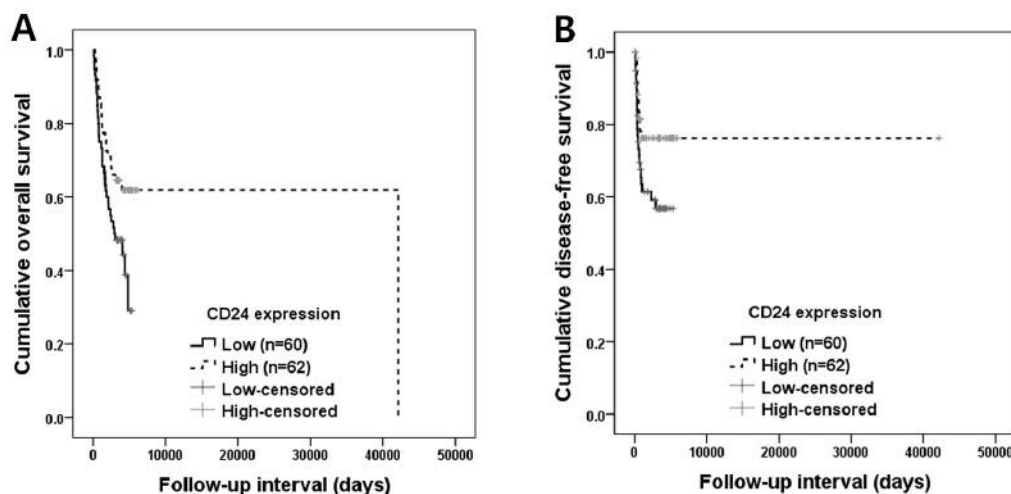 A
Cumulative overall survival
1.0
0.8
0.6
0.4
0.2
0.0
CD24 expression
Low (n=60)
High (n=62)
Low-censored
High-censored
0 10000 20000 30000 40000 50000
Follow-up interval (days)
B
Cumulative disease-free survival
1.0
0.8
0.6
0.4
0.2
0.0
CD24 expression
Low (n=60)
High (n=62)
Low-censored
High-censored
0 10000 20000 30000 40000 50000
Follow-up interval (days)